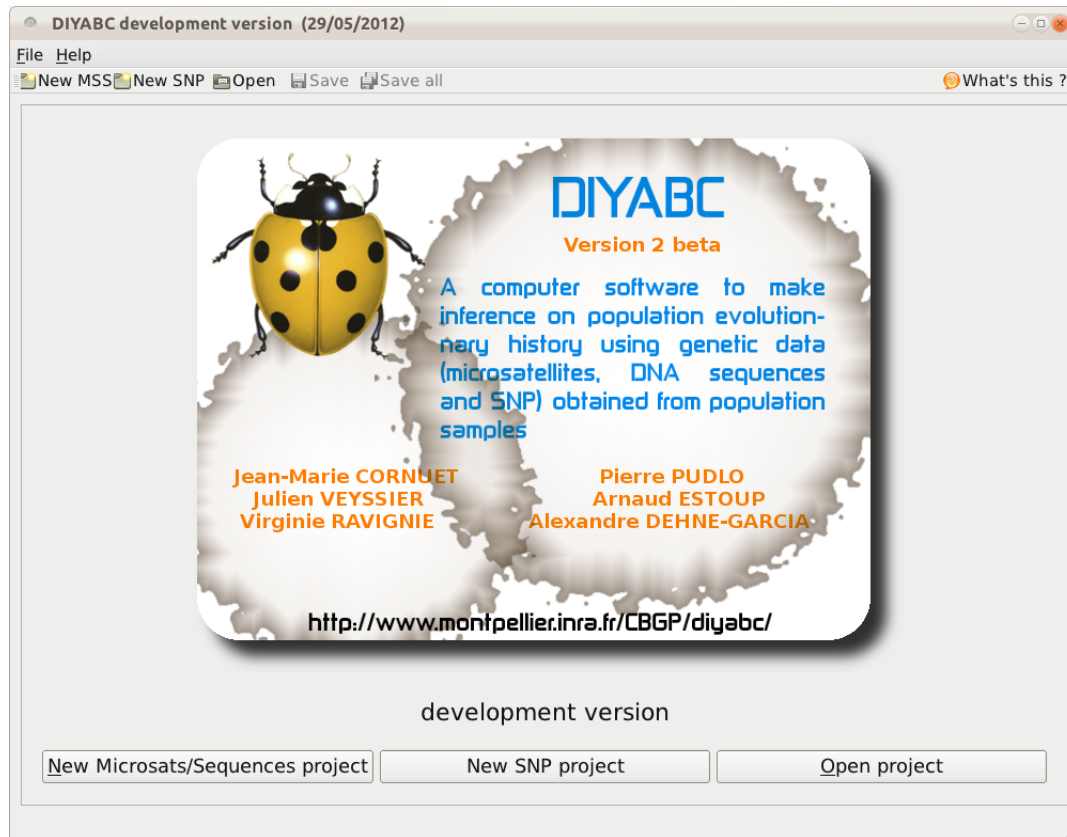 DIYABC development version (29/05/2012)
File Help
New MSS New SNP Open Save Save all What's this ?
DIYABC
Version 2 beta
A computer software to make
inference on population evolution-
nary history using genetic data
(microsatellites, DNA sequences
and SNP) obtained from population
samples
Jean-Marie CORNUET Pierre PUDLO
Julien VEYSSIER Arnaud ESTOUP
Virginie RAVIGNIE Alexandre DEHNE-GARCIA
http://www.montpellier.inra.fr/CBGP/diyabc/
development version
New Microsats/Sequences project New SNP project Open project